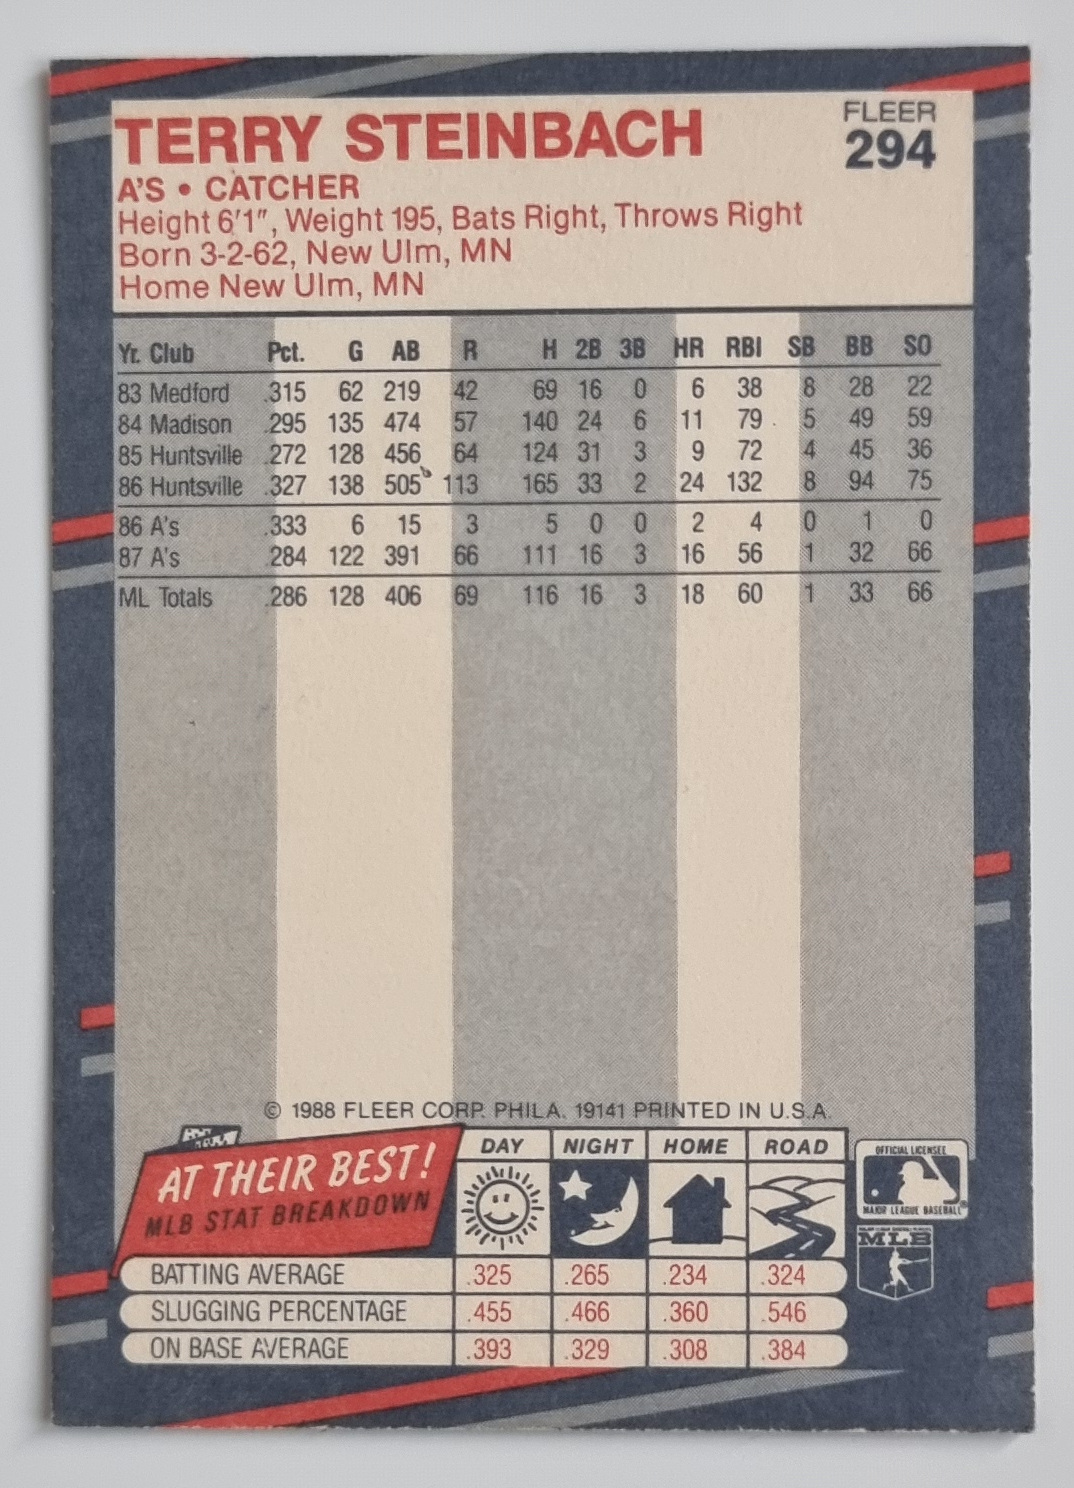 TERRY STEINBACH
FLEER
294
A'S • CATCHER
Height 6'1", Weight 195, Bats Right, Throws Right
Born 3-2-62, New Ulm, MN
Home New Ulm, MN
Yr. Club Pct. G AB R H 2B 3B HR RBI SB BB SO
83 Medford .315 62 219 42 69 16 0 6 38 8 28 22
84 Madison .295 135 474 57 140 24 6 11 79 5 49 59
85 Huntsville .272 128 456 64 124 31 3 9 72 4 45 36
86 Huntsville .327 138 505 113 165 33 2 24 132 8 94 75
86 A's .333 6 15 3 5 0 0 2 4 0 1 0
87 A's .284 122 391 66 111 16 3 16 56 1 32 66
ML Totals .286 128 406 69 116 16 3 18 60 1 33 66
© 1988 FLEER CORP. PHILA. 19141 PRINTED IN U.S.A.
AT THEIR BEST!
MLB STAT BREAKDOWN
DAY NIGHT HOME ROAD
BATTING AVERAGE .325 .265 .234 .324
SLUGGING PERCENTAGE .455 .466 .360 .546
ON BASE AVERAGE .393 .329 .308 .384
OFFICIAL LICENSEE
MAJOR LEAGUE BASEBALL®
MLB